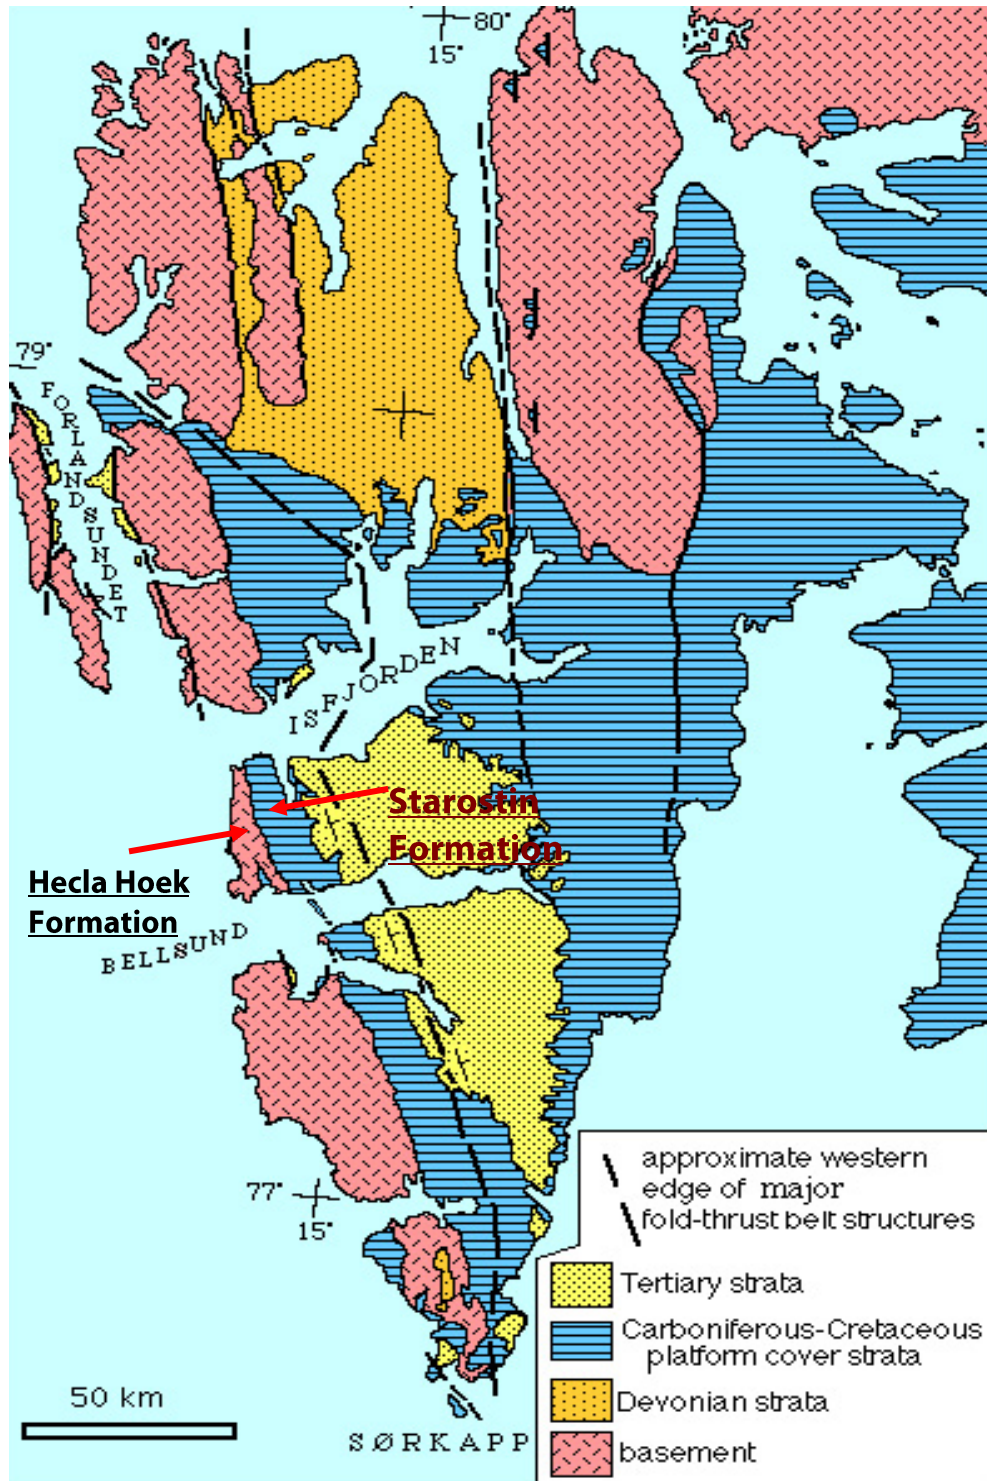 80°
15°
79°
FORLANDSUNDET
ISFJORDEN
Starostin
Formation
Hecla Hoek
Formation
BELLSUND
77°
15°
approximate western
edge of major
fold-thrust belt structures
Tertiary strata
Carboniferous-Cretaceous
platform cover strata
Devonian strata
basement
50 km
SØRKAPP